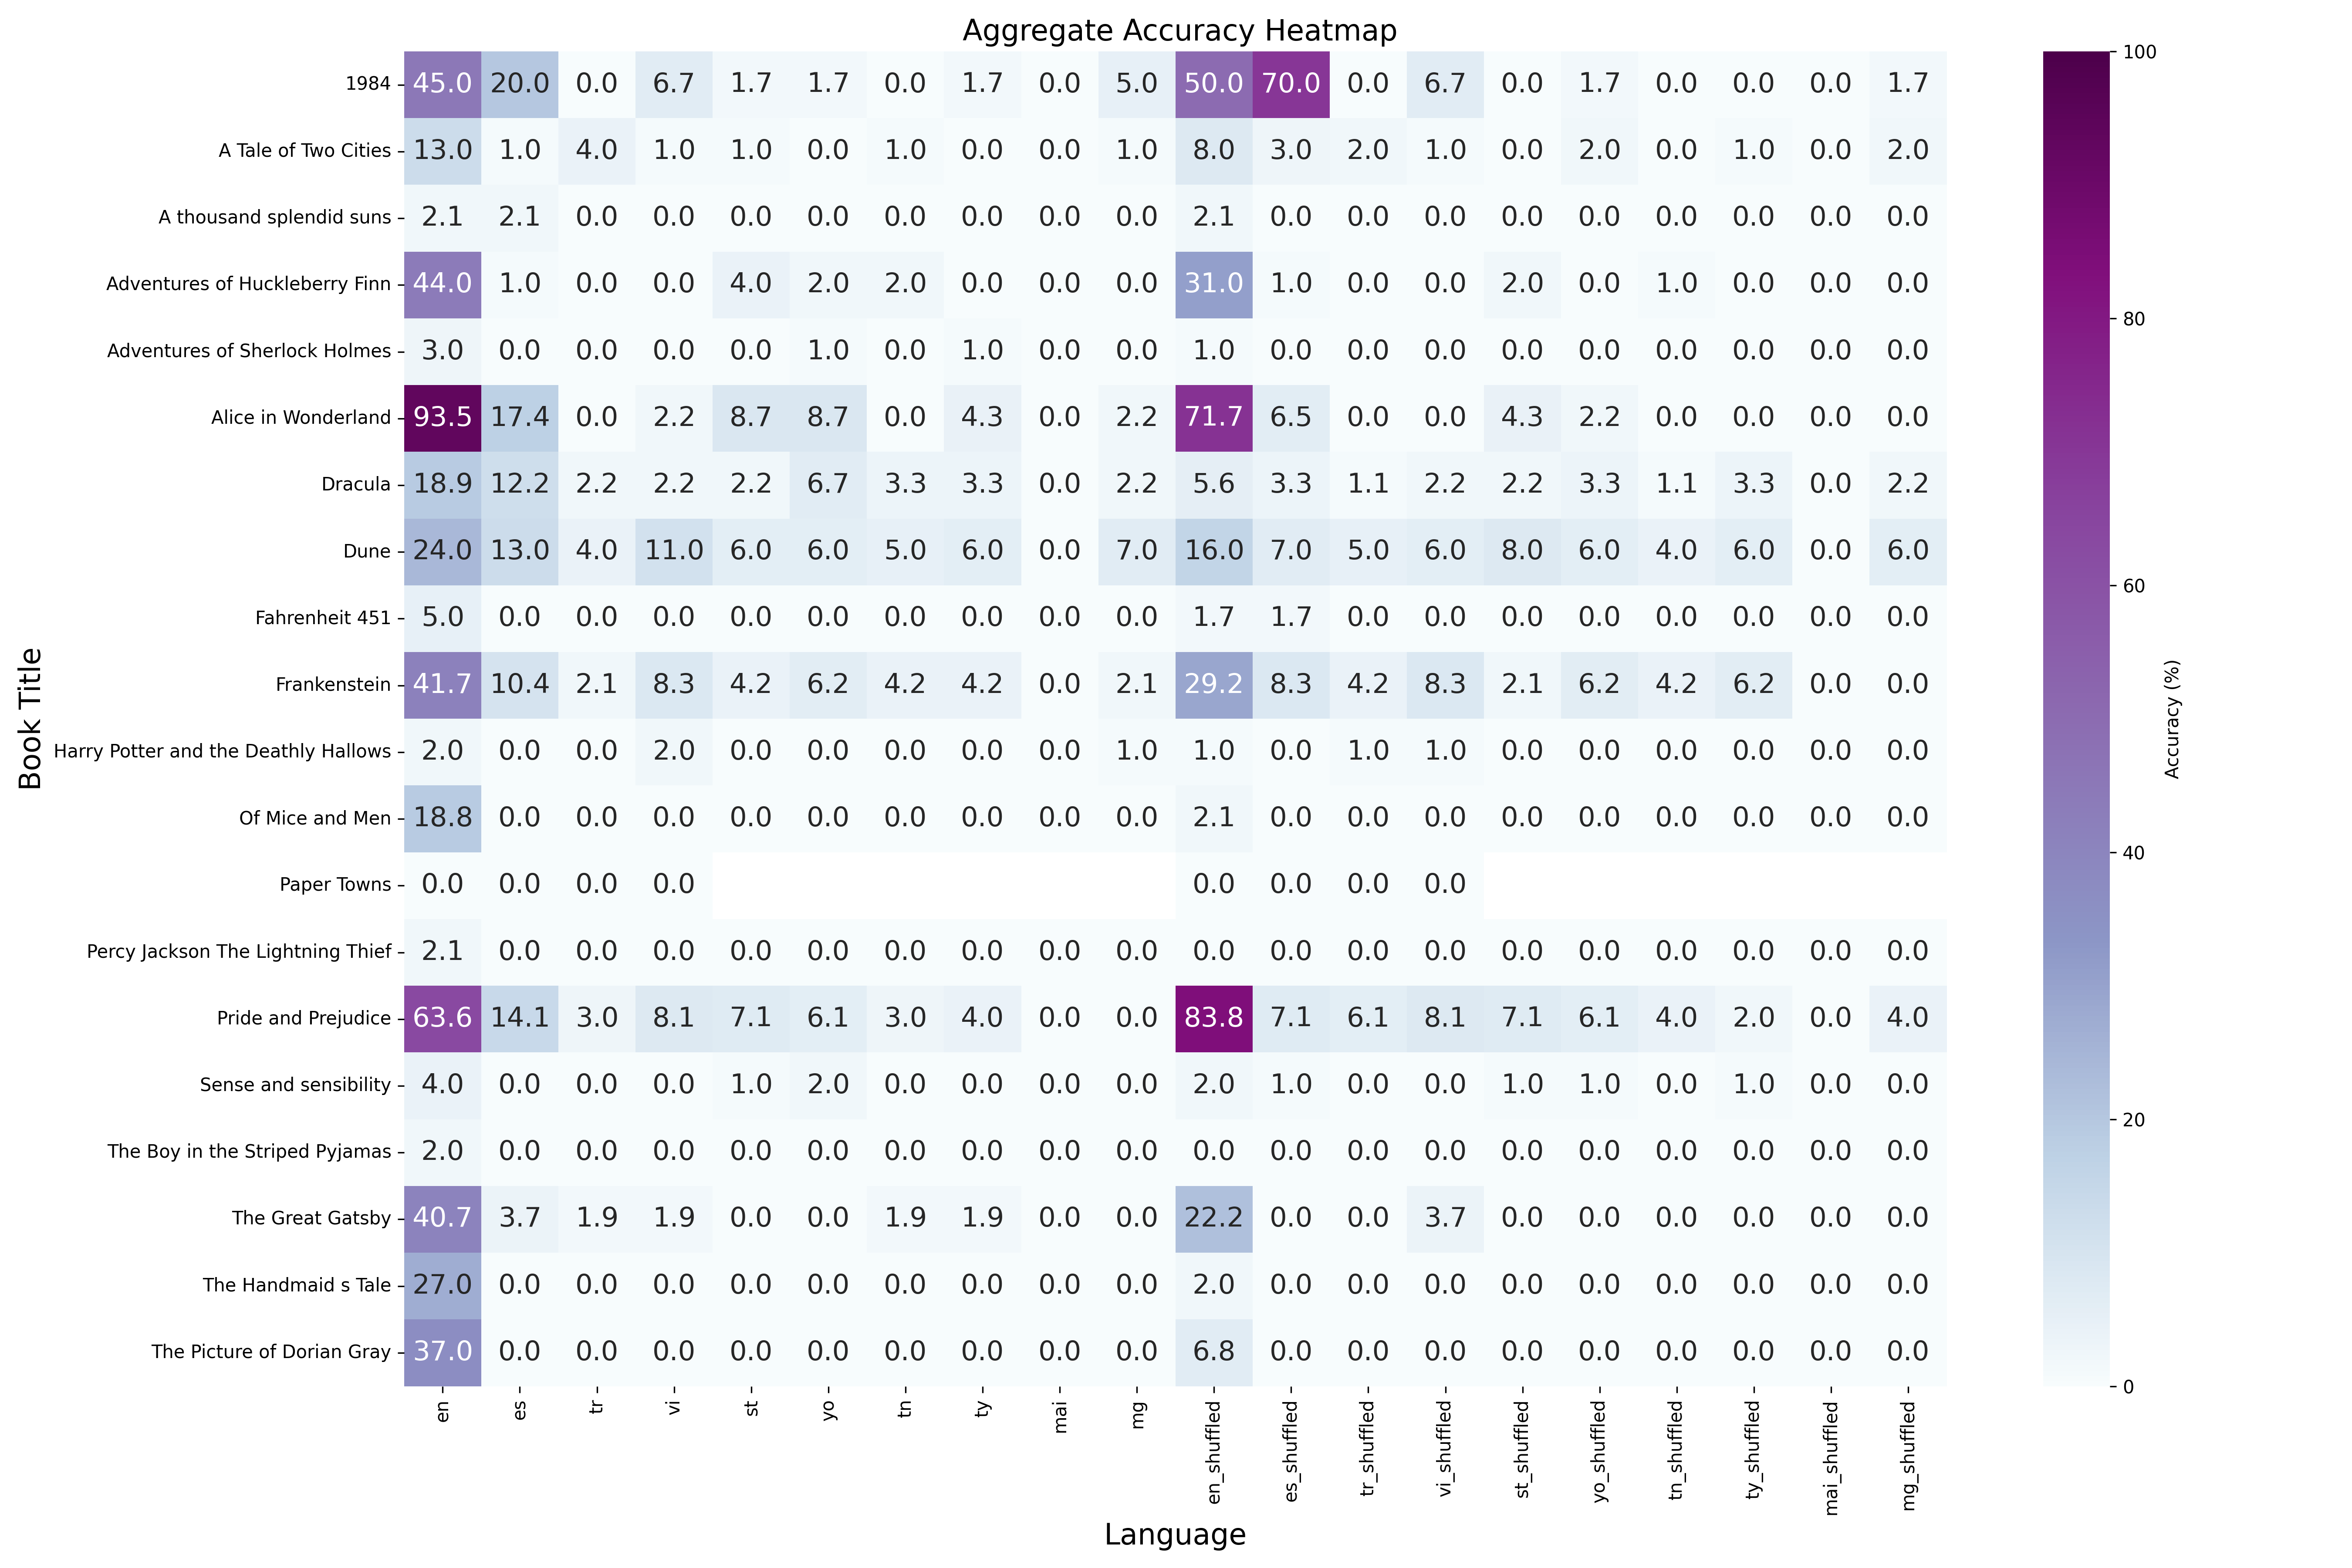 Aggregate Accuracy Heatmap
1984 45.0 20.0 0.0 6.7 1.7 1.7 0.0 1.7 0.0 5.0 50.0 70.0 0.0 6.7 0.0 1.7 0.0 0.0 0.0 1.7
A Tale of Two Cities 13.0 1.0 4.0 1.0 1.0 0.0 1.0 0.0 0.0 1.0 8.0 3.0 2.0 1.0 0.0 2.0 0.0 1.0 0.0 2.0
A thousand splendid suns 2.1 2.1 0.0 0.0 0.0 0.0 0.0 0.0 0.0 0.0 2.1 0.0 0.0 0.0 0.0 0.0 0.0 0.0 0.0 0.0
Adventures of Huckleberry Finn 44.0 1.0 0.0 0.0 4.0 2.0 2.0 0.0 0.0 0.0 31.0 1.0 0.0 0.0 2.0 0.0 1.0 0.0 0.0 0.0
Adventures of Sherlock Holmes 3.0 0.0 0.0 0.0 0.0 1.0 0.0 1.0 0.0 0.0 1.0 0.0 0.0 0.0 0.0 0.0 0.0 0.0 0.0 0.0
Alice in Wonderland 93.5 17.4 0.0 2.2 8.7 8.7 0.0 4.3 0.0 2.2 71.7 6.5 0.0 0.0 4.3 2.2 0.0 0.0 0.0 0.0
Dracula 18.9 12.2 2.2 2.2 2.2 6.7 3.3 3.3 0.0 2.2 5.6 3.3 1.1 2.2 2.2 3.3 1.1 3.3 0.0 2.2
Dune 24.0 13.0 4.0 11.0 6.0 6.0 5.0 6.0 0.0 7.0 16.0 7.0 5.0 6.0 8.0 6.0 4.0 6.0 0.0 6.0
Fahrenheit 451 5.0 0.0 0.0 0.0 0.0 0.0 0.0 0.0 0.0 0.0 1.7 1.7 0.0 0.0 0.0 0.0 0.0 0.0 0.0 0.0
Frankenstein 41.7 10.4 2.1 8.3 4.2 6.2 4.2 4.2 0.0 2.1 29.2 8.3 4.2 8.3 2.1 6.2 4.2 6.2 0.0 0.0
Harry Potter and the Deathly Hallows 2.0 0.0 0.0 2.0 0.0 0.0 0.0 0.0 0.0 1.0 1.0 0.0 1.0 1.0 0.0 0.0 0.0 0.0 0.0 0.0
Of Mice and Men 18.8 0.0 0.0 0.0 0.0 0.0 0.0 0.0 0.0 0.0 2.1 0.0 0.0 0.0 0.0 0.0 0.0 0.0 0.0 0.0
Paper Towns 0.0 0.0 0.0 0.0 0.0 0.0 0.0 0.0
Percy Jackson The Lightning Thief 2.1 0.0 0.0 0.0 0.0 0.0 0.0 0.0 0.0 0.0 0.0 0.0 0.0 0.0 0.0 0.0 0.0 0.0 0.0 0.0
Pride and Prejudice 63.6 14.1 3.0 8.1 7.1 6.1 3.0 4.0 0.0 0.0 83.8 7.1 6.1 8.1 7.1 6.1 4.0 2.0 0.0 4.0
Sense and sensibility 4.0 0.0 0.0 0.0 1.0 2.0 0.0 0.0 0.0 0.0 2.0 1.0 0.0 0.0 1.0 1.0 0.0 1.0 0.0 0.0
The Boy in the Striped Pyjamas 2.0 0.0 0.0 0.0 0.0 0.0 0.0 0.0 0.0 0.0 0.0 0.0 0.0 0.0 0.0 0.0 0.0 0.0 0.0 0.0
The Great Gatsby 40.7 3.7 1.9 1.9 0.0 0.0 1.9 1.9 0.0 0.0 22.2 0.0 0.0 3.7 0.0 0.0 0.0 0.0 0.0 0.0
The Handmaid s Tale 27.0 0.0 0.0 0.0 0.0 0.0 0.0 0.0 0.0 0.0 2.0 0.0 0.0 0.0 0.0 0.0 0.0 0.0 0.0 0.0
The Picture of Dorian Gray 37.0 0.0 0.0 0.0 0.0 0.0 0.0 0.0 0.0 0.0 6.8 0.0 0.0 0.0 0.0 0.0 0.0 0.0 0.0 0.0
en es tr vi st yo tn ty mai mg en_shuffled es_shuffled tr_shuffled vi_shuffled st_shuffled yo_shuffled tn_shuffled ty_shuffled mai_shuffled mg_shuffled
Language
Book Title
100
80
60
40
20
0
Accuracy (%)